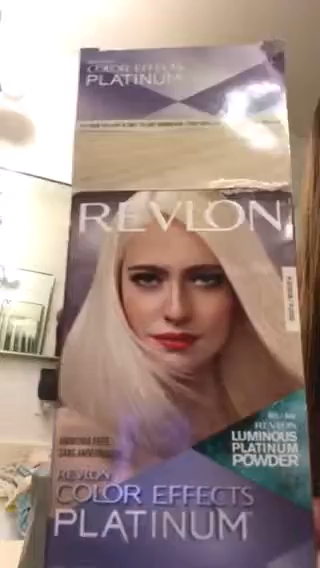 COLOR EFFECTS
PLATINUM
REVLON
REVLON
LUMINOUS
PLATINUM
POWDER
AMMONIA FREE
REVLON
COLOR EFFECTS
PLATINUM